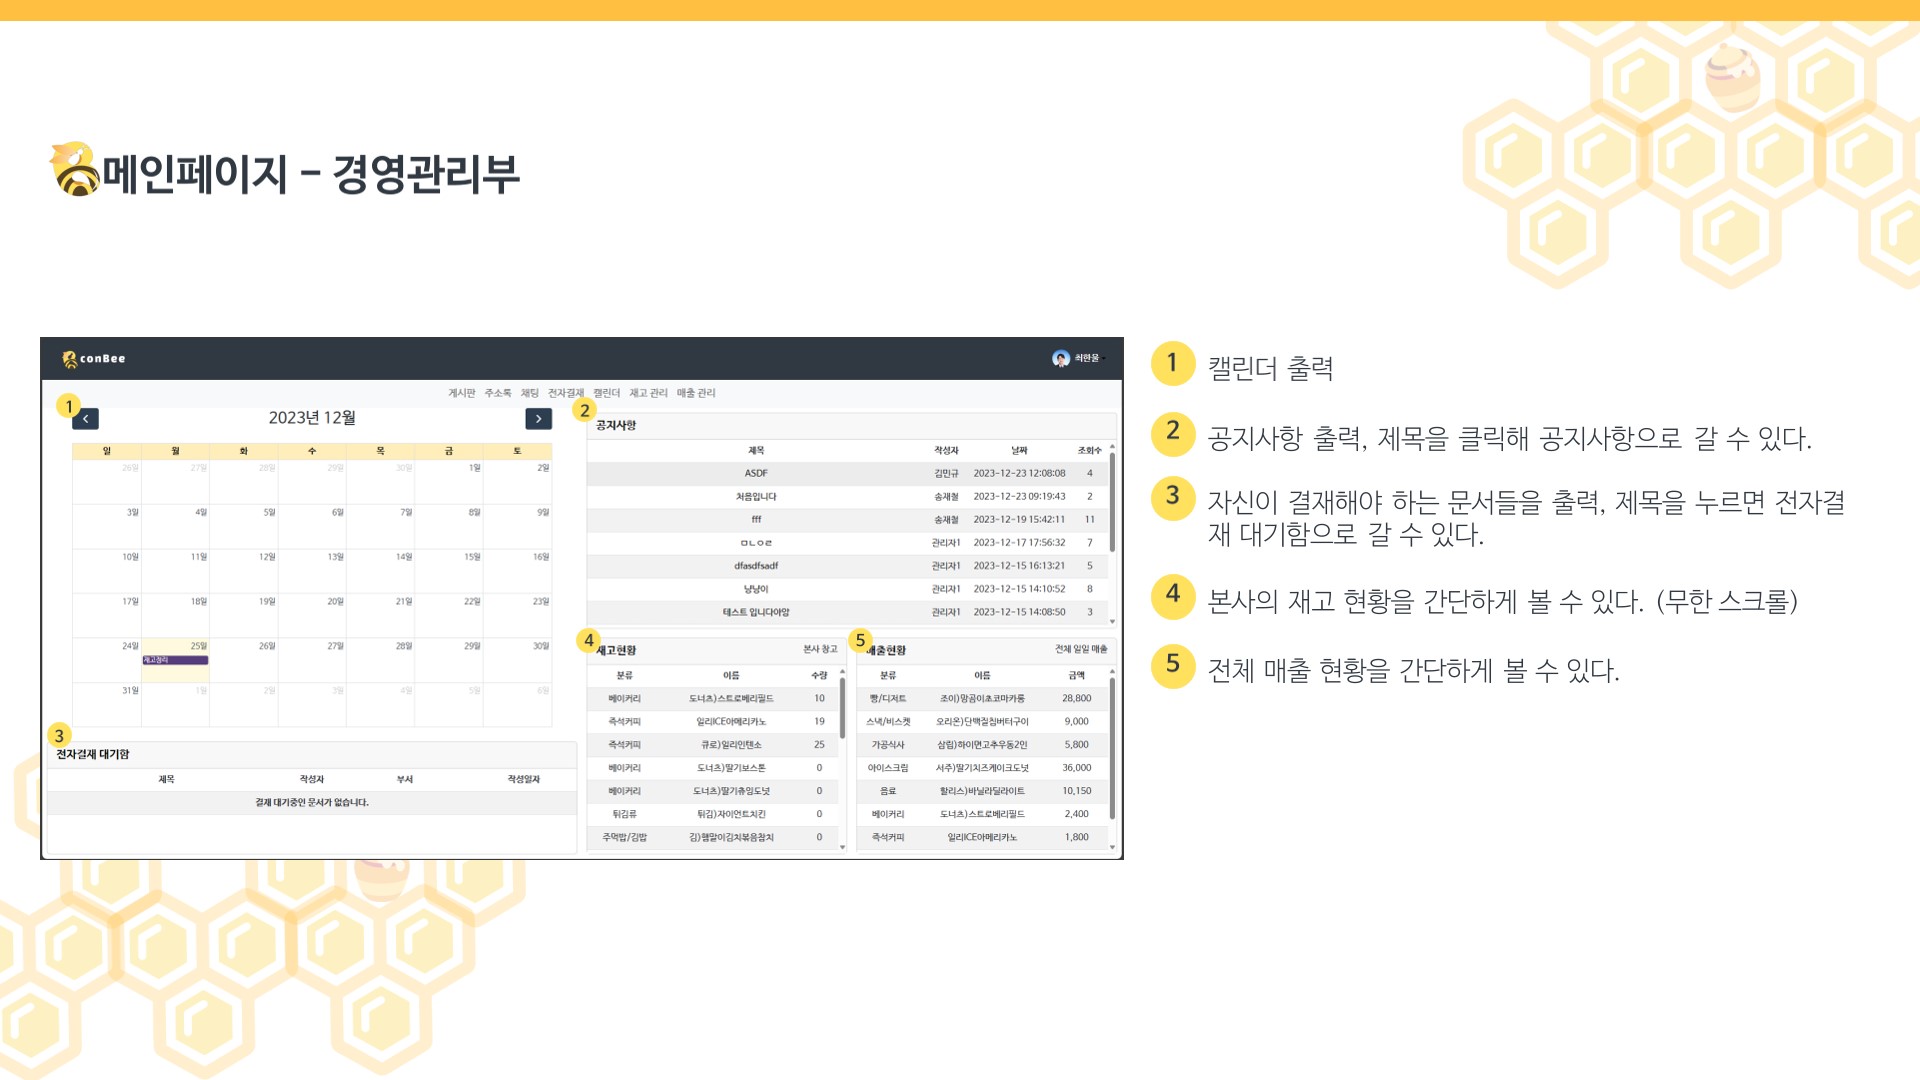 메인페이지 - 경영관리부
conBee
최한울
게시판 주소록 채팅 전자결재 캘린더 재고 관리 매출 관리
1
2023년 12월
일 월 화 수 목 금 토
26일 27일 28일 29일 30일 1일 2일
3일 4일 5일 6일 7일 8일 9일
10일 11일 12일 13일 14일 15일 16일
17일 18일 19일 20일 21일 22일 23일
24일 25일 26일 27일 28일 29일 30일
재고정리
31일 1일 2일 3일 4일 5일 6일
3
전자결재 대기함
제목 작성자 부서 작성일자
결재 대기중인 문서가 없습니다.
2
공지사항
제목 작성자 날짜 조회수
ASDF 김민규 2023-12-23 12:08:08 4
처음입니다 송재철 2023-12-23 09:19:43 2
fff 송재철 2023-12-19 15:42:11 11
ㅁㄴㅇㄹ 관리자1 2023-12-17 17:56:32 7
dfasdfsadf 관리자1 2023-12-15 16:13:21 5
냥냥이 관리자1 2023-12-15 14:10:52 8
테스트 입니다아앙 관리자1 2023-12-15 14:08:50 3
4
재고현황 본사 창고
분류 이름 수량
베이커리 도너츠)스트로베리필드 10
즉석커피 일리ICE아메리카노 19
즉석커피 큐로)일리인텐소 25
베이커리 도너츠)딸기보스톤 0
베이커리 도너츠)딸기츄잉도넛 0
튀김류 튀김)자이언트치킨 0
주먹밥/김밥 김)햄말이김치볶음참치 0
5
매출현황 전체 일일 매출
분류 이름 금액
빵/디저트 조이)망곰이초코마카롱 28,800
스낵/비스켓 오리온)단백질칩버터구이 9,000
가공식사 삼립)하이면고추우동2인 5,800
아이스크림 서주)딸기치즈케이크도넛 36,000
음료 할리스)바닐라딜라이트 10,150
베이커리 도너츠)스트로베리필드 2,400
즉석커피 일리ICE아메리카노 1,800
1 캘린더 출력
2 공지사항 출력, 제목을 클릭해 공지사항으로 갈 수 있다.
3 자신이 결재해야 하는 문서들을 출력, 제목을 누르면 전자결
재 대기함으로 갈 수 있다.
4 본사의 재고 현황을 간단하게 볼 수 있다. (무한 스크롤)
5 전체 매출 현황을 간단하게 볼 수 있다.